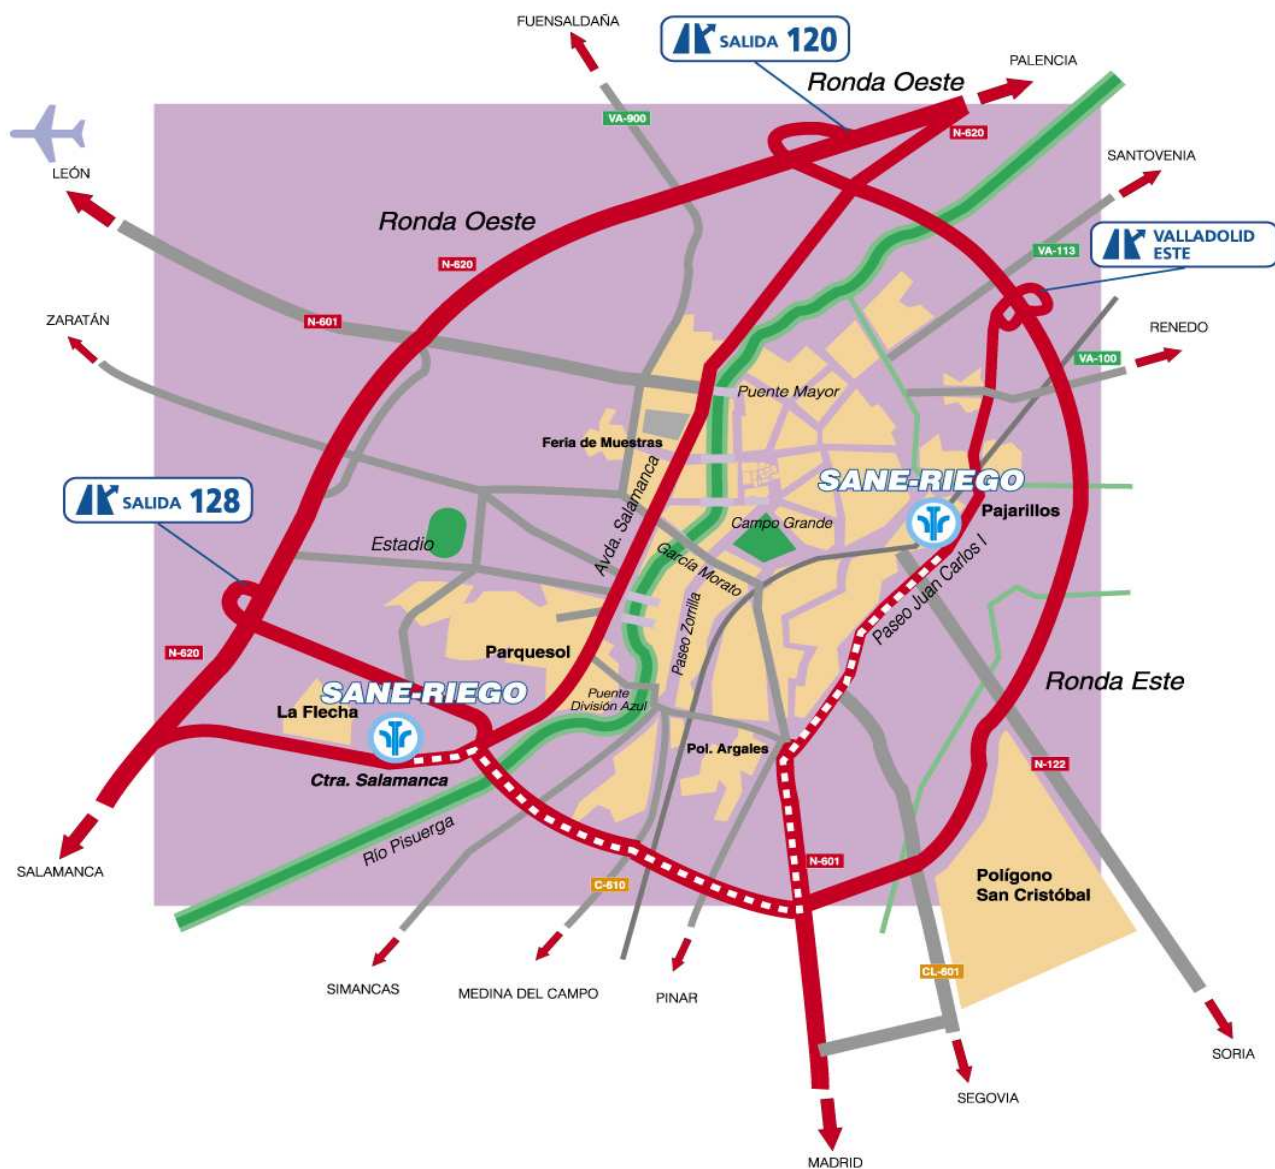 FUENSALDAÑA
SALIDA 120
Ronda Oeste
PALENCIA
VA-900
N-620
LEÓN
SANTOVENIA
Ronda Oeste
VALLADOLID
ESTE
VA-113
N-620
ZARATÁN
N-601
RENEDO
VA-100
Puente Mayor
Feria de Muestras
SANE-RIEGO
SALIDA 128
Avda. Salamanca
Campo Grande
Pajarillos
Estadio
García Morato
Paseo Juan Carlos I
Paseo Zorrilla
N-620
Parquesol
SANE-RIEGO
Ronda Este
La Flecha
Puente
División Azul
Pol. Argales
Ctra. Salamanca
N-122
Río Pisuerga
SALAMANCA
N-601
C-610
Polígono
San Cristóbal
CL-601
SIMANCAS
MEDINA DEL CAMPO
PINAR
SORIA
SEGOVIA
MADRID